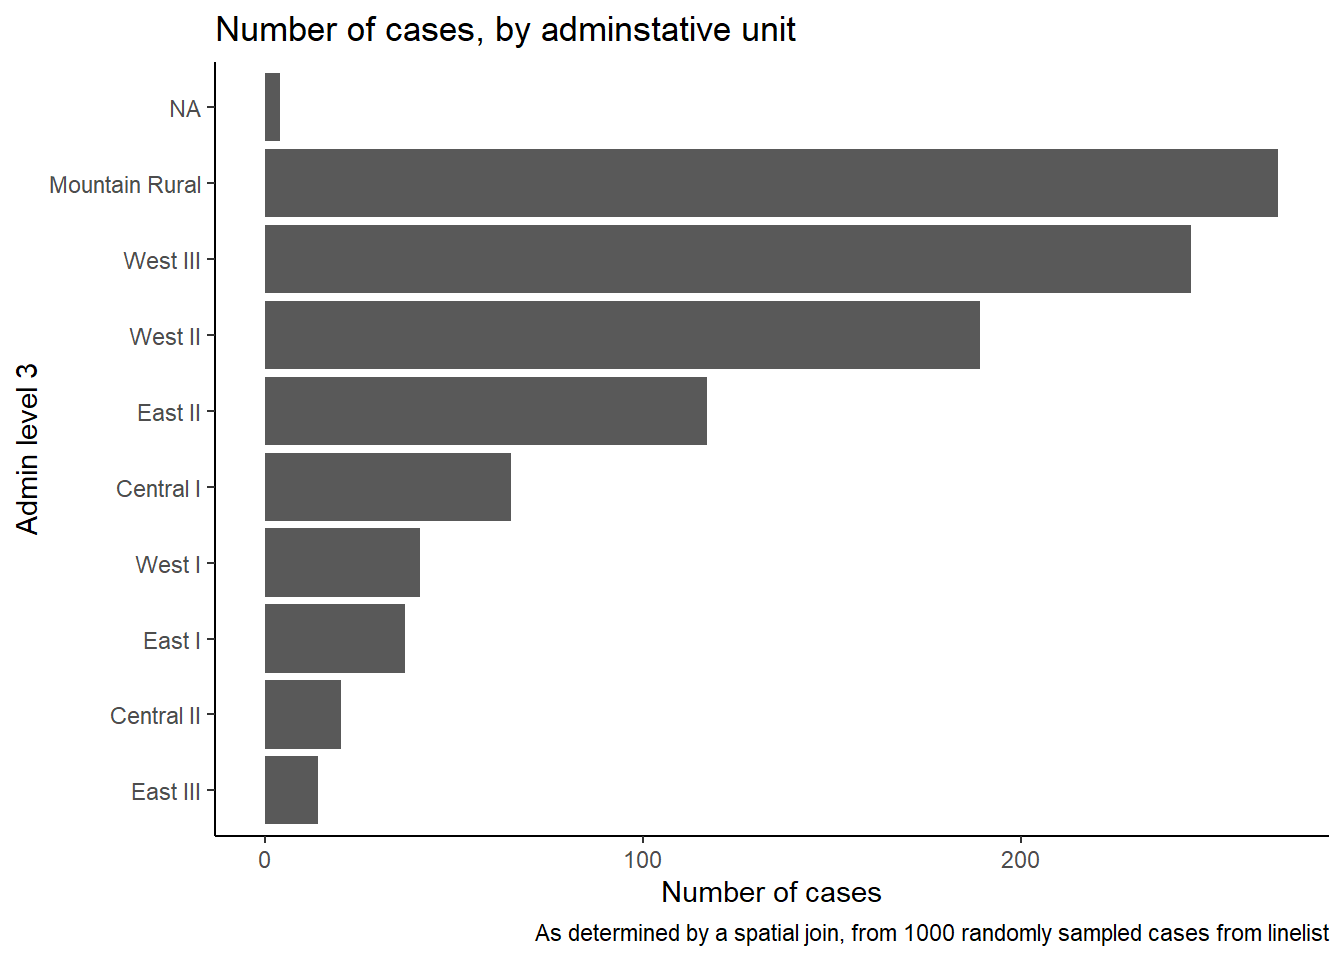 Number of cases, by adminstative unit
NA
Mountain Rural
West III
West II
East II
Central I
West I
East I
Central II
East III
Admin level 3
0 100 200
Number of cases
As determined by a spatial join, from 1000 randomly sampled cases from linelist